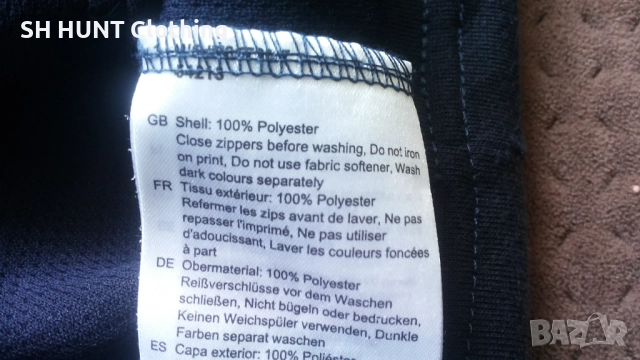 SH HUNT Clothing
GB Shell: 100% Polyester
Close zippers before washing, Do not iron
on print, Do not use fabric softener, Wash
dark colours separately
FR Tissu extérieur: 100% Polyester
Refermer les zips avant de laver, Ne pas
repasser l'imprimé, Ne pas utiliser
d'adoucissant, Laver les couleurs foncées
à part
DE Obermaterial: 100% Polyester
Reißverschlüsse vor dem Waschen
schließen, Nicht bügeln oder bedrucken,
Keinen Weichspüler verwenden, Dunkle
Farben separat waschen
ES Capa exterior: 100% Poliéster
BAZAR
bg